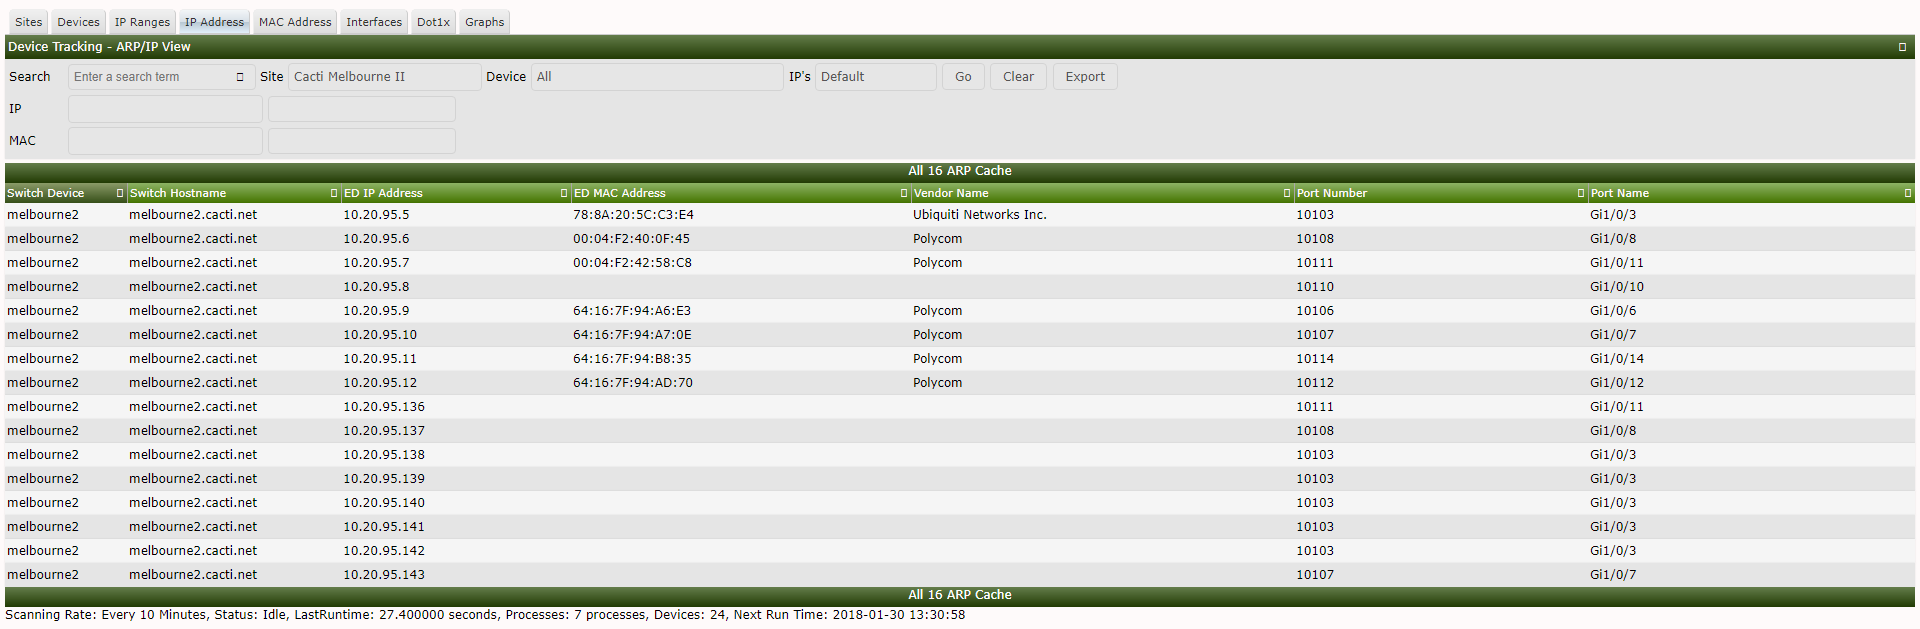 Sites Devices IP Ranges IP Address MAC Address Interfaces Dot1x Graphs
Device Tracking - ARP/IP View
Search Enter a search term Site Cacti Melbourne II Device All IP's Default Go Clear Export
IP
MAC
All 16 ARP Cache
Switch Device Switch Hostname ED IP Address ED MAC Address Vendor Name Port Number Port Name
melbourne2 melbourne2.cacti.net 10.20.95.5 78:8A:20:5C:C3:E4 Ubiquiti Networks Inc. 10103 Gi1/0/3
melbourne2 melbourne2.cacti.net 10.20.95.6 00:04:F2:40:0F:45 Polycom 10108 Gi1/0/8
melbourne2 melbourne2.cacti.net 10.20.95.7 00:04:F2:42:58:C8 Polycom 10111 Gi1/0/11
melbourne2 melbourne2.cacti.net 10.20.95.8 10110 Gi1/0/10
melbourne2 melbourne2.cacti.net 10.20.95.9 64:16:7F:94:A6:E3 Polycom 10106 Gi1/0/6
melbourne2 melbourne2.cacti.net 10.20.95.10 64:16:7F:94:A7:0E Polycom 10107 Gi1/0/7
melbourne2 melbourne2.cacti.net 10.20.95.11 64:16:7F:94:B8:35 Polycom 10114 Gi1/0/14
melbourne2 melbourne2.cacti.net 10.20.95.12 64:16:7F:94:AD:70 Polycom 10112 Gi1/0/12
melbourne2 melbourne2.cacti.net 10.20.95.136 10111 Gi1/0/11
melbourne2 melbourne2.cacti.net 10.20.95.137 10108 Gi1/0/8
melbourne2 melbourne2.cacti.net 10.20.95.138 10103 Gi1/0/3
melbourne2 melbourne2.cacti.net 10.20.95.139 10103 Gi1/0/3
melbourne2 melbourne2.cacti.net 10.20.95.140 10103 Gi1/0/3
melbourne2 melbourne2.cacti.net 10.20.95.141 10103 Gi1/0/3
melbourne2 melbourne2.cacti.net 10.20.95.142 10103 Gi1/0/3
melbourne2 melbourne2.cacti.net 10.20.95.143 10107 Gi1/0/7
All 16 ARP Cache
Scanning Rate: Every 10 Minutes, Status: Idle, LastRuntime: 27.400000 seconds, Processes: 7 processes, Devices: 24, Next Run Time: 2018-01-30 13:30:58